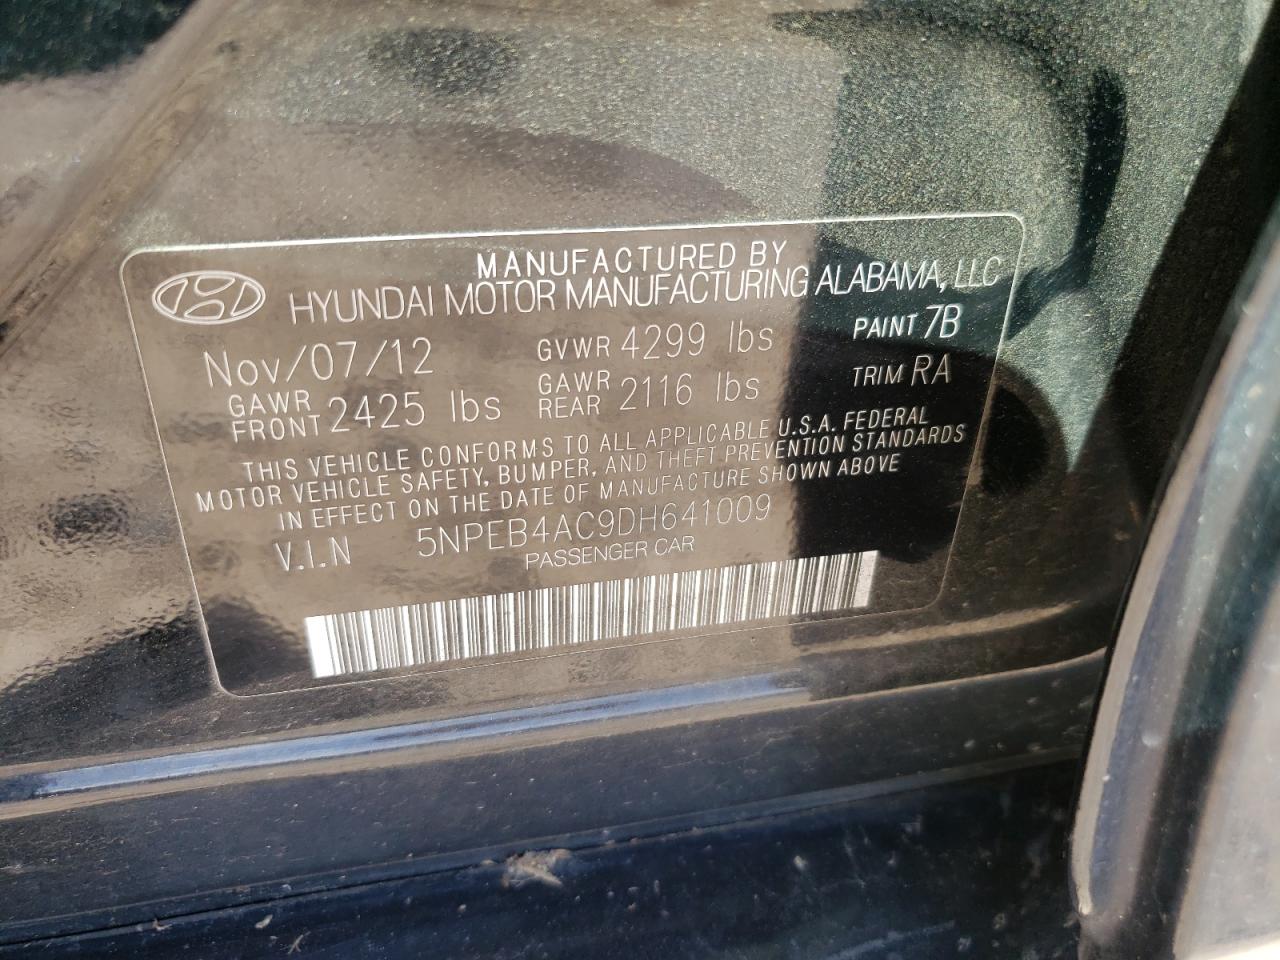 MANUFACTURED BY
HYUNDAI MOTOR MANUFACTURING ALABAMA, LLC
Nov/07/12 GVWR 4299 lbs PAINT 7B
GAWR FRONT 2425 lbs GAWR REAR 2116 lbs TRIM RA
THIS VEHICLE CONFORMS TO ALL APPLICABLE U.S.A. FEDERAL
MOTOR VEHICLE SAFETY, BUMPER, AND THEFT PREVENTION STANDARDS
IN EFFECT ON THE DATE OF MANUFACTURE SHOWN ABOVE
V.I.N 5NPEB4AC9DH641009
PASSENGER CAR